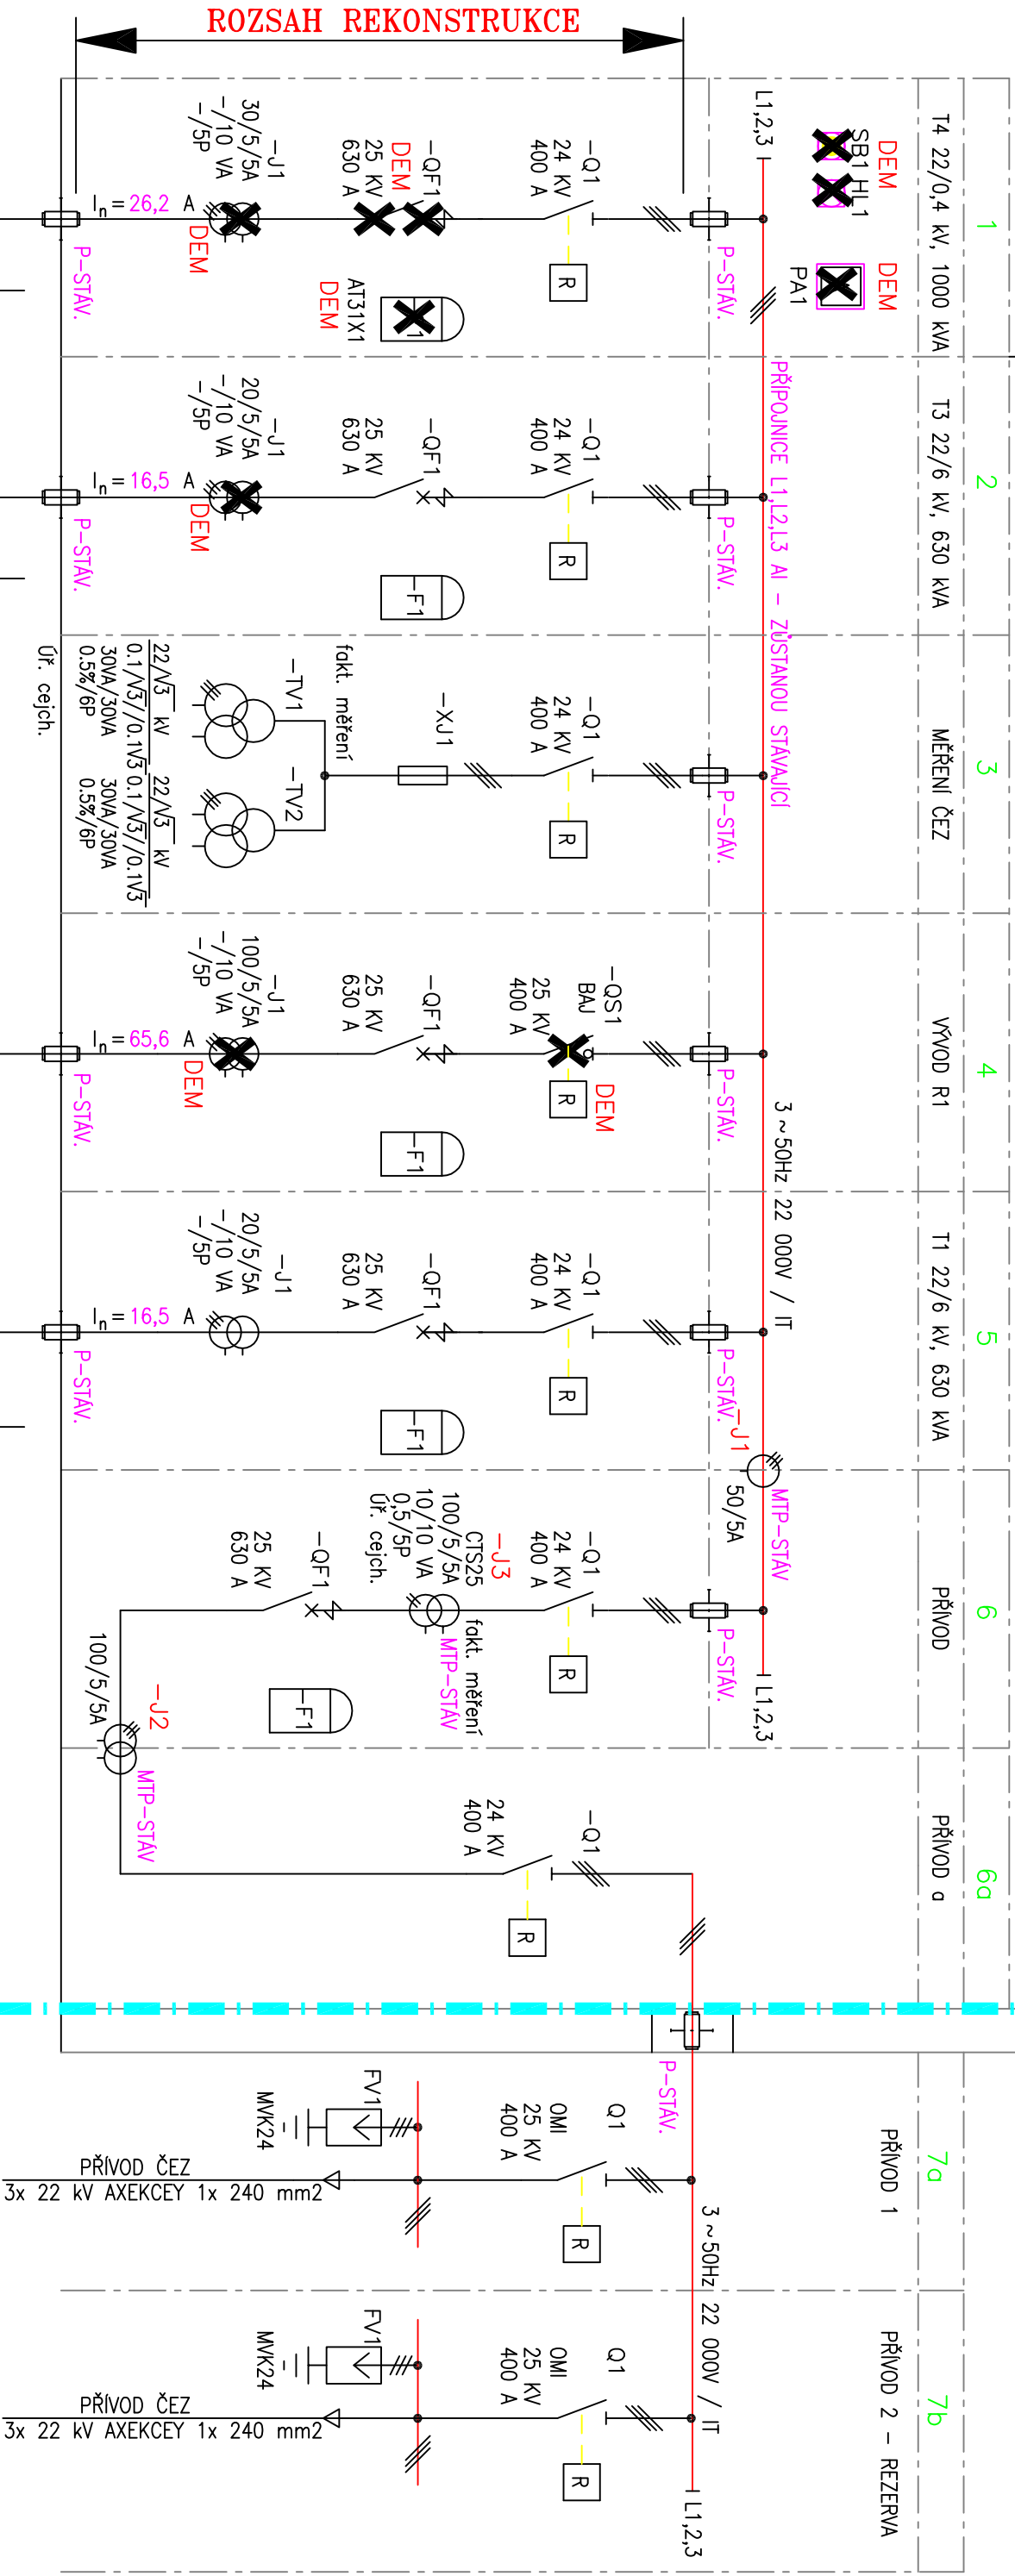 ROZSAH REKONSTRUKCE
1
T4 22/0,4 kV, 1000 kVA
DEM
DEM
SB1 HL1
PA1
L1,2,3
P-STÁV.
-Q1
24 KV
400 A
R
-QF1
DEM
25 KV
630 A
AT31X1
DEM
-J1
30/5/5A
-/10 VA
-/5P
DEM
In=26,2 A
P-STÁV.
2
T3 22/6 kV, 630 kVA
PŘÍPOJNICE L1,L2,L3 Al - ZŮSTANOU STÁVAJÍCÍ
P-STÁV.
-Q1
24 KV
400 A
R
-QF1
25 KV
630 A
-F1
-J1
20/5/5A
-/10 VA
-/5P
DEM
In=16,5 A
P-STÁV.
3
MĚŘENÍ ČEZ
P-STÁV.
-Q1
24 KV
400 A
R
-XJ1
fakt. měření
-TV1
-TV2
22/√3 kV
0.1/√3//0.1√3
30VA/30VA
0.5%/6P
22/√3 kV
0.1/√3//0.1√3
30VA/30VA
0.5%/6P
Úř. cejch.
4
VÝVOD R1
P-STÁV.
-QS1
BAJ
25 KV
400 A
DEM
R
-QF1
25 KV
630 A
-F1
-J1
100/5/5A
-/10 VA
-/5P
DEM
In=65,6 A
P-STÁV.
5
T1 22/6 kV, 630 kVA
3 ~ 50Hz 22 000V / IT
P-STÁV.
-Q1
24 KV
400 A
R
-QF1
25 KV
630 A
-F1
-J1
20/5/5A
-/10 VA
-/5P
In=16,5 A
P-STÁV.
6
PŘÍVOD
-J1
MTP-STÁV
50/5A
L1,2,3
P-STÁV.
-Q1
24 KV
400 A
R
-J3
CTS25
100/5/5A
10/10 VA
0,5/5P
Úř. cejch.
fakt. měření
MTP-STÁV
-QF1
25 KV
630 A
-F1
-J2
100/5/5A
MTP-STÁV
6a
PŘÍVOD a
-Q1
24 KV
400 A
R
P-STÁV.
7a
PŘÍVOD 1
3 ~ 50Hz 22 000V / IT
Q1
OMI
25 KV
400 A
R
FV1
MVK24
PŘÍVOD ČEZ
3x 22 kV AXEKCEY 1x 240 mm2
7b
PŘÍVOD 2 - REZERVA
L1,2,3
Q1
OMI
25 KV
400 A
R
FV1
MVK24
PŘÍVOD ČEZ
3x 22 kV AXEKCEY 1x 240 mm2